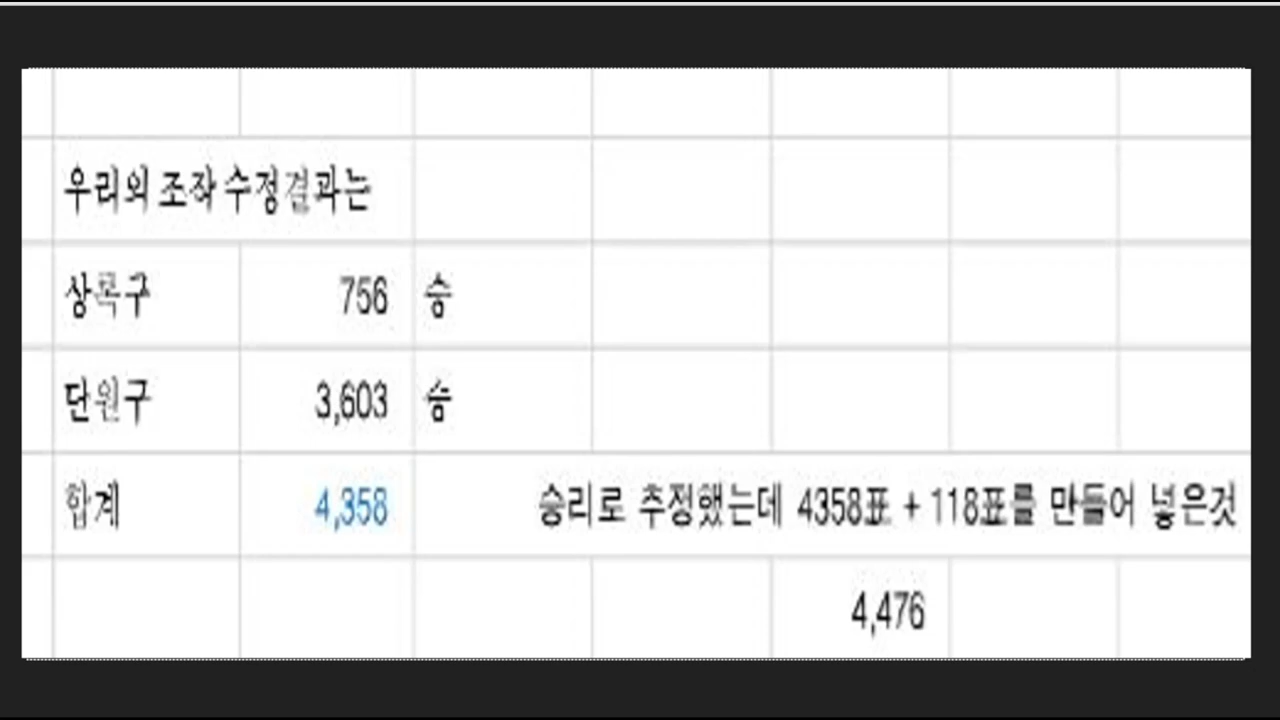 우리의 조작 수정결과는
상록구 756 승
단원구 3,603 승
합계 4,358 승리로 추정했는데 4358표 + 118표를 만들어 넣은것
4,476